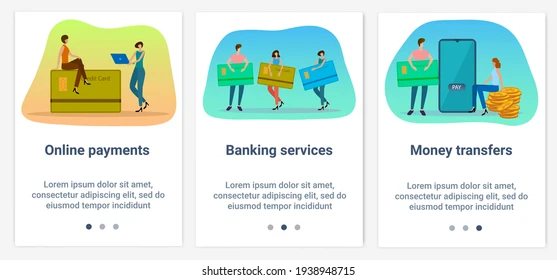 Credit Card
Online payments
Lorem ipsum dolor sit amet,
consectetur adipiscing elit, sed do
eiusmod tempor incididunt
Banking services
Lorem ipsum dolor sit amet,
consectetur adipiscing elit, sed do
eiusmod tempor incididunt
PAY
Money transfers
Lorem ipsum dolor sit amet,
consectetur adipiscing elit, sed do
eiusmod tempor incididunt
shutterstock.com · 1938948715